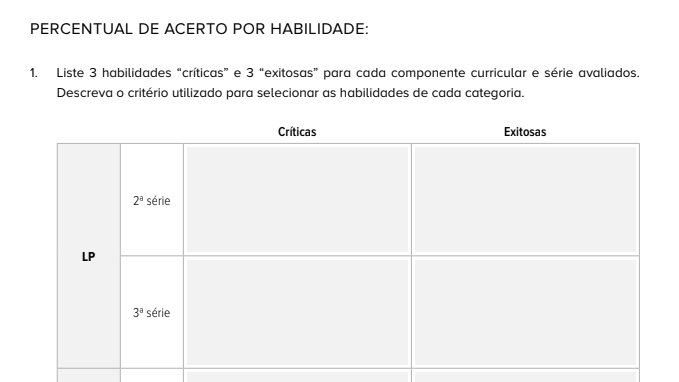 PERCENTUAL DE ACERTO POR HABILIDADE:
1. Liste 3 habilidades “críticas” e 3 “exitosas” para cada componente curricular e série avaliados.
Descreva o critério utilizado para selecionar as habilidades de cada categoria.
Críticas Exitosas
2ª série
LP
3ª série